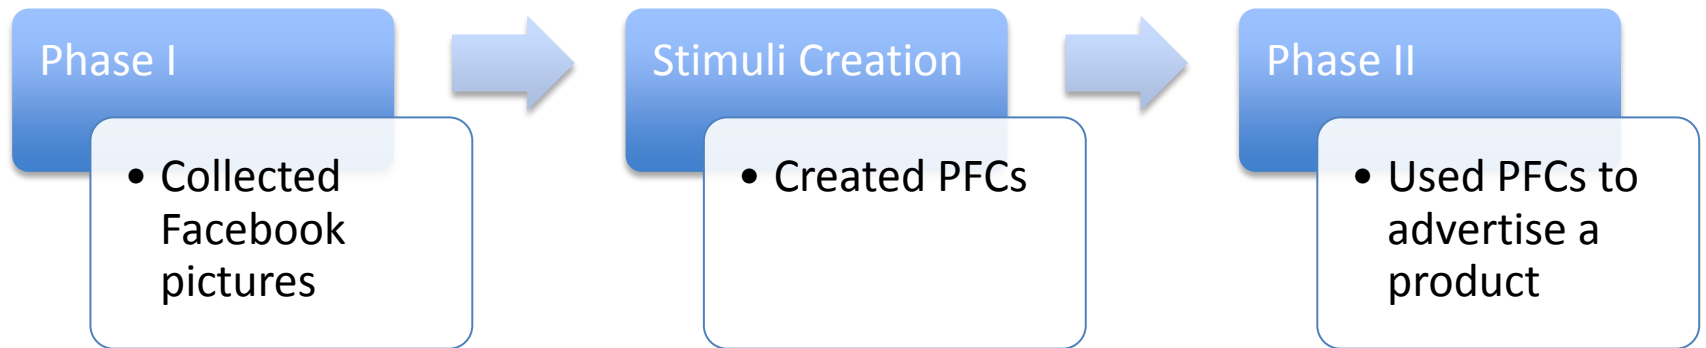 Phase I
• Collected
Facebook
pictures
Stimuli Creation
• Created PFCs
Phase II
• Used PFCs to
advertise a
product